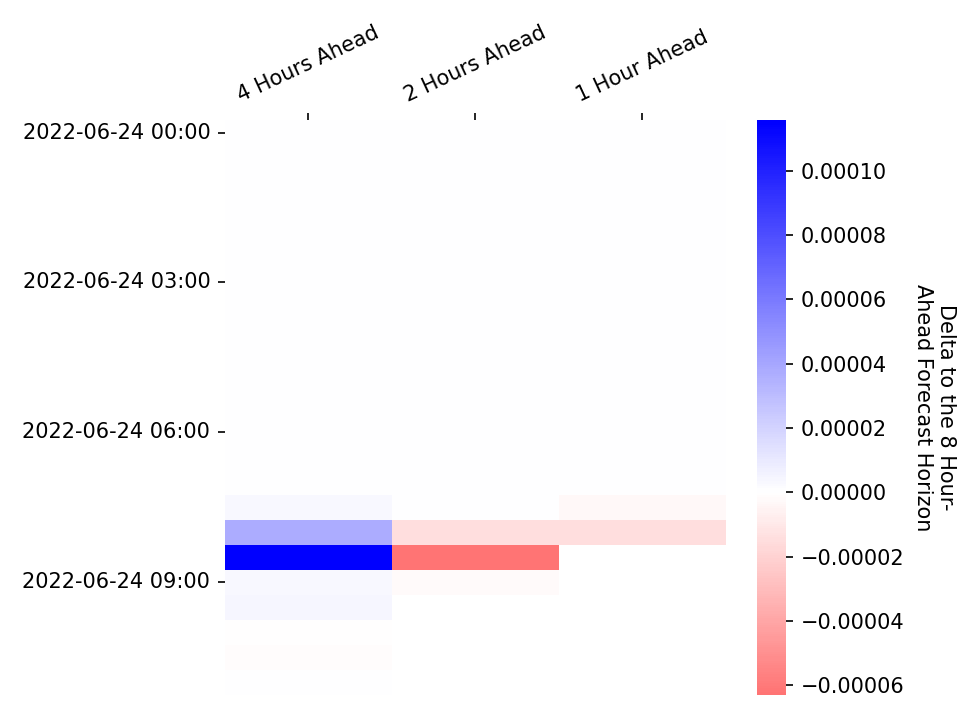 4 Hours Ahead
2 Hours Ahead
1 Hour Ahead
2022-06-24 00:00
2022-06-24 03:00
2022-06-24 06:00
2022-06-24 09:00
0.00010
0.00008
0.00006
0.00004
0.00002
0.00000
−0.00002
−0.00004
−0.00006
Delta to the 8 Hour-
Ahead Forecast Horizon